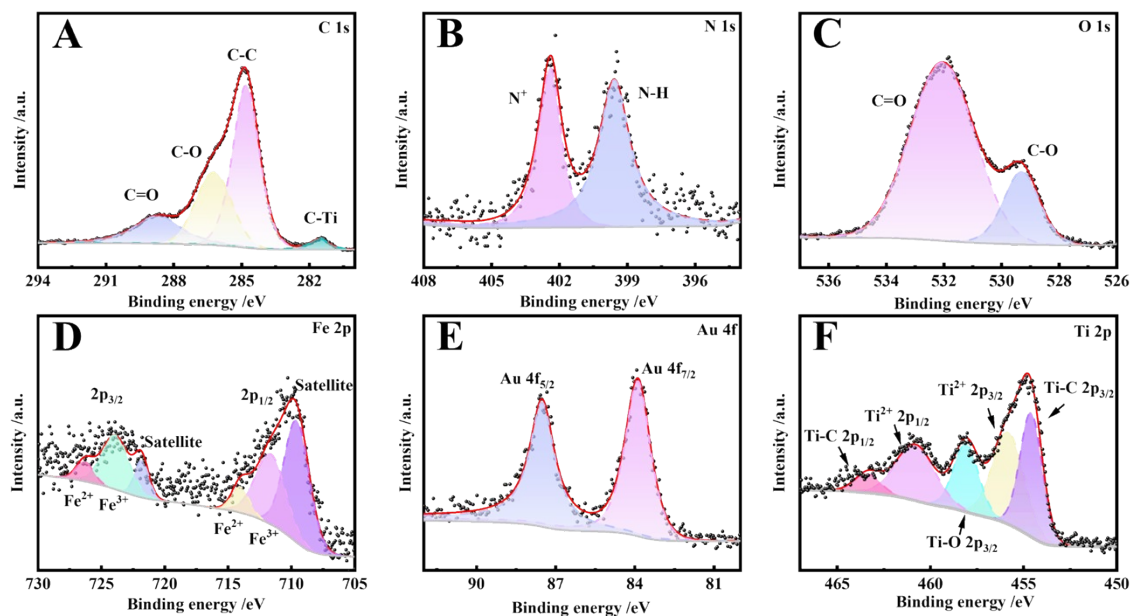 A
C 1s
C-C
C-O
C=O
C-Ti
Intensity /a.u.
294 291 288 285 282
Binding energy /eV
B
N 1s
N⁺
N-H
Intensity /a.u.
408 405 402 399 396
Binding energy /eV
C
O 1s
C=O
C-O
Intensity /a.u.
536 534 532 530 528 526
Binding energy /eV
D
Fe 2p
Satellite
2p3/2
2p1/2
Satellite
Fe²⁺
Fe³⁺
Fe²⁺
Fe³⁺
Intensity /a.u.
730 725 720 715 710 705
Binding energy /eV
E
Au 4f
Au 4f5/2
Au 4f7/2
Intensity /a.u.
90 87 84 81
Binding energy /eV
F
Ti 2p
Ti²⁺ 2p3/2
Ti-C 2p3/2
Ti²⁺ 2p1/2
Ti-C 2p1/2
Ti-O 2p3/2
Intensity /a.u.
465 460 455 450
Binding energy /eV